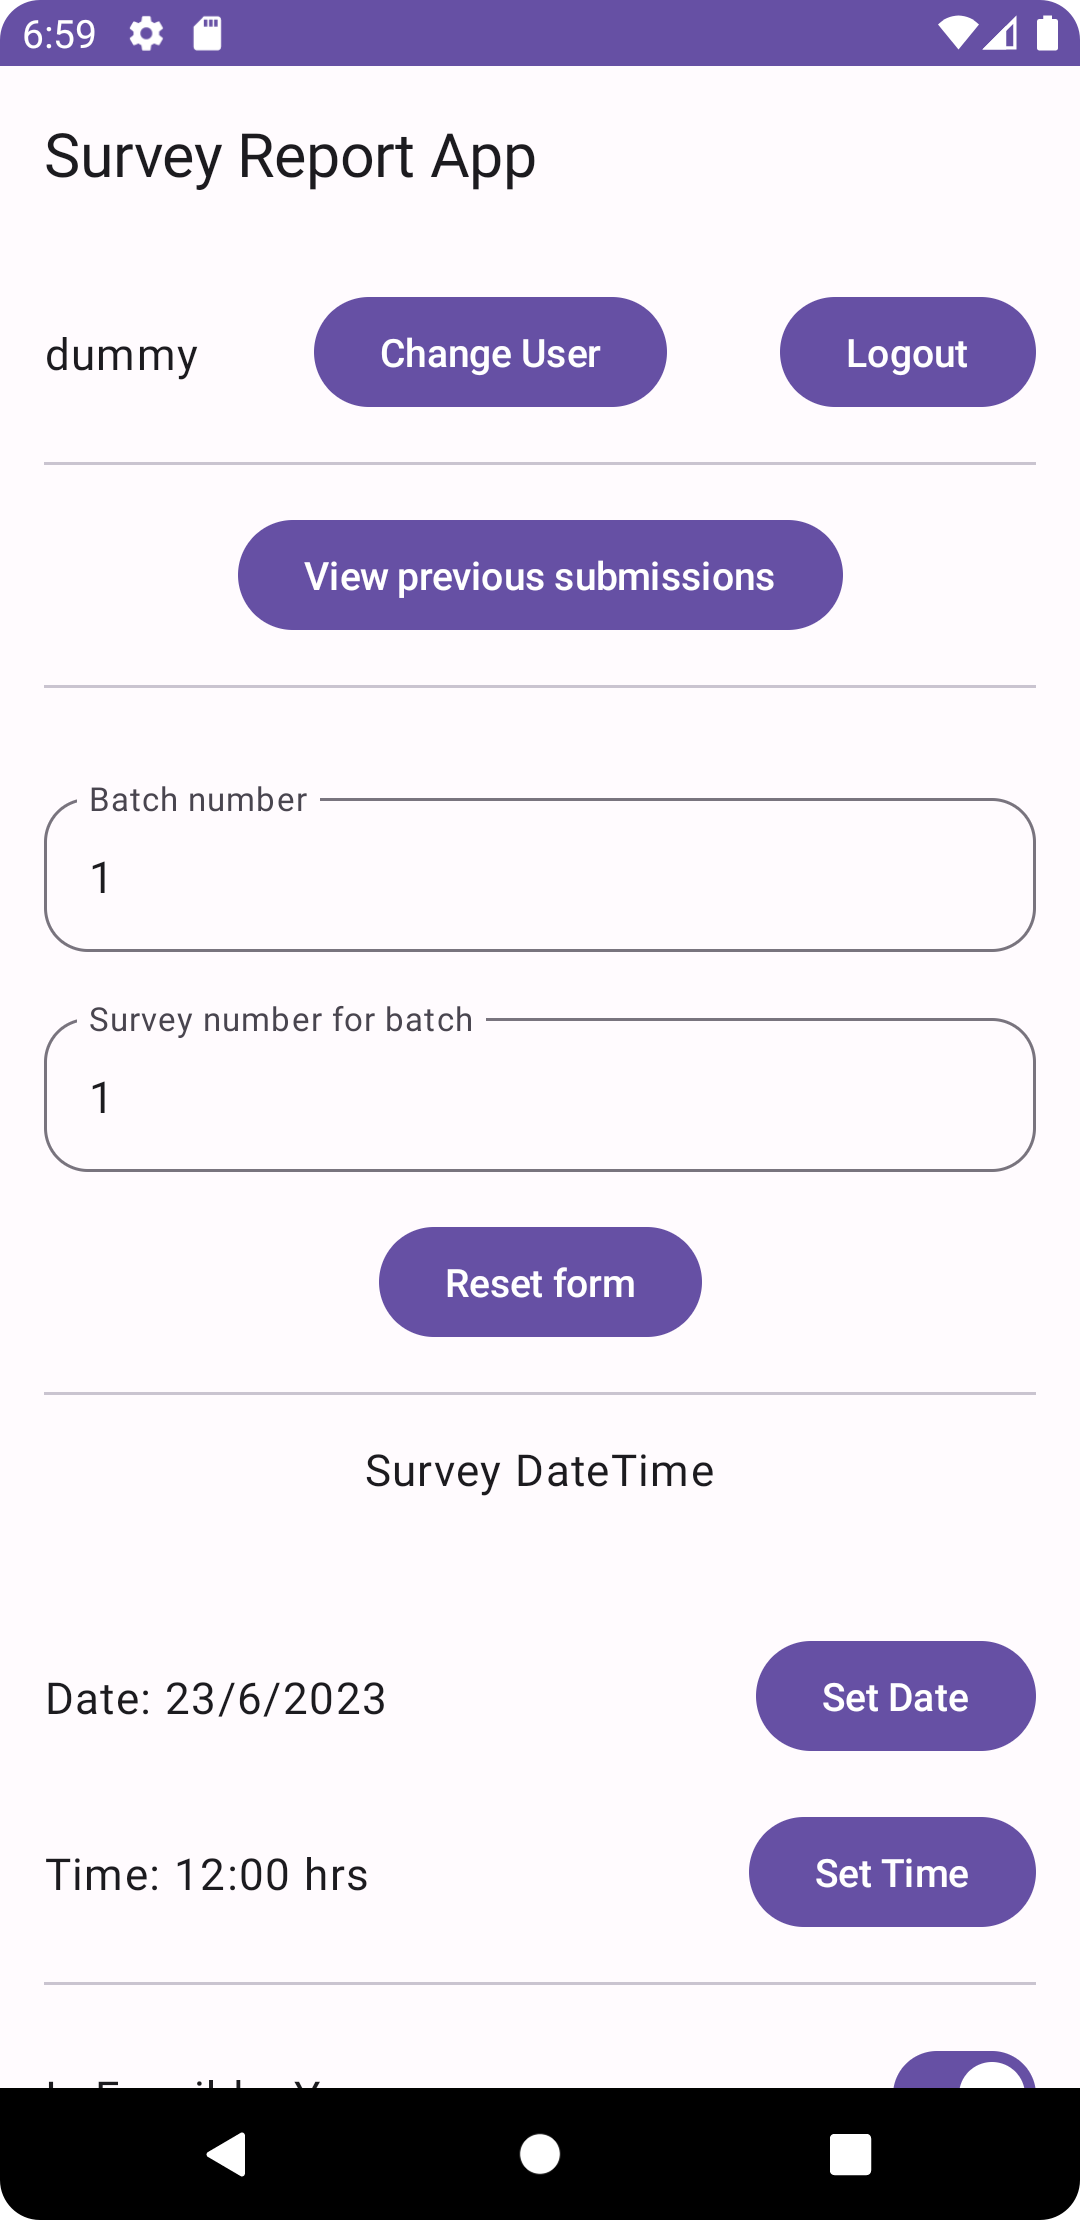 6:59
Survey Report App
dummy
Change User
Logout
View previous submissions
Batch number
1
Survey number for batch
1
Reset form
Survey DateTime
Date: 23/6/2023
Set Date
Time: 12:00 hrs
Set Time